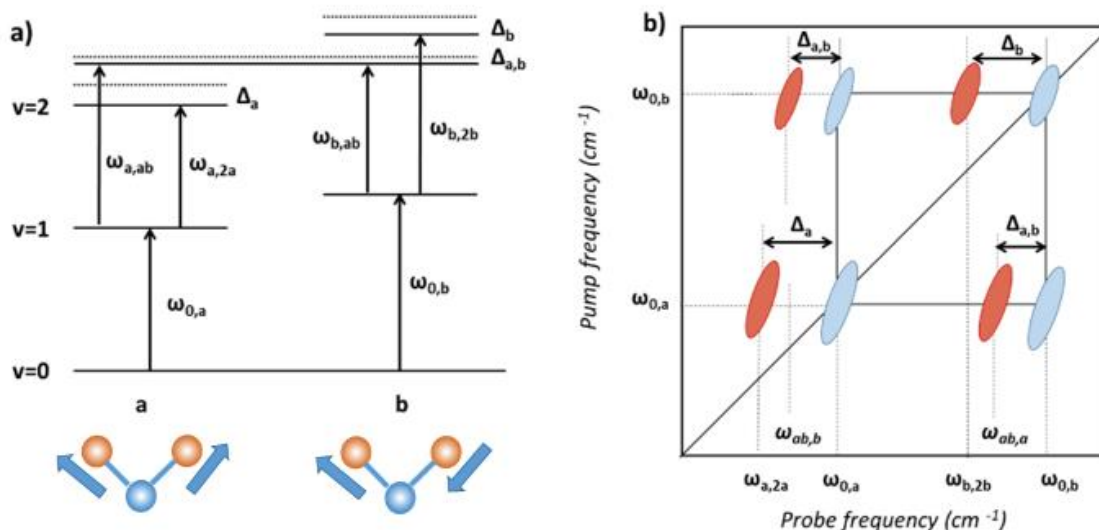 a)
Δb
Δa,b
v=2
Δa
ωa,ab
ωa,2a
ωb,ab
ωb,2b
v=1
ω0,a
ω0,b
v=0
a
b
b)
Pump frequency (cm -1)
ω0,b
Δa,b
Δb
ω0,a
Δa
Δa,b
ωab,b
ωab,a
ωa,2a
ω0,a
ωb,2b
ω0,b
Probe frequency (cm -1)